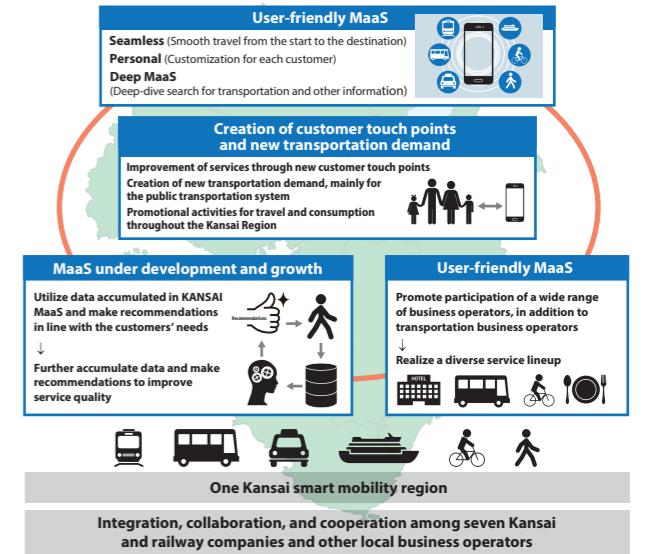 User-friendly MaaS
Seamless (Smooth travel from the start to the destination)
Personal (Customization for each customer)
Deep MaaS
(Deep-dive search for transportation and other information)
Creation of customer touch points
and new transportation demand
Improvement of services through new customer touch points
Creation of new transportation demand, mainly for
the public transportation system
Promotional activities for travel and consumption
throughout the Kansai Region
MaaS under development and growth
Utilize data accumulated in KANSAI
MaaS and make recommendations
in line with the customers' needs
↓
Further accumulate data and make
recommendations to improve
service quality
Recommendations
User-friendly MaaS
Promote participation of a wide range
of business operators, in addition to
transportation business operators
↓
Realize a diverse service lineup
HOTEL
One Kansai smart mobility region
Integration, collaboration, and cooperation among seven Kansai
and railway companies and other local business operators